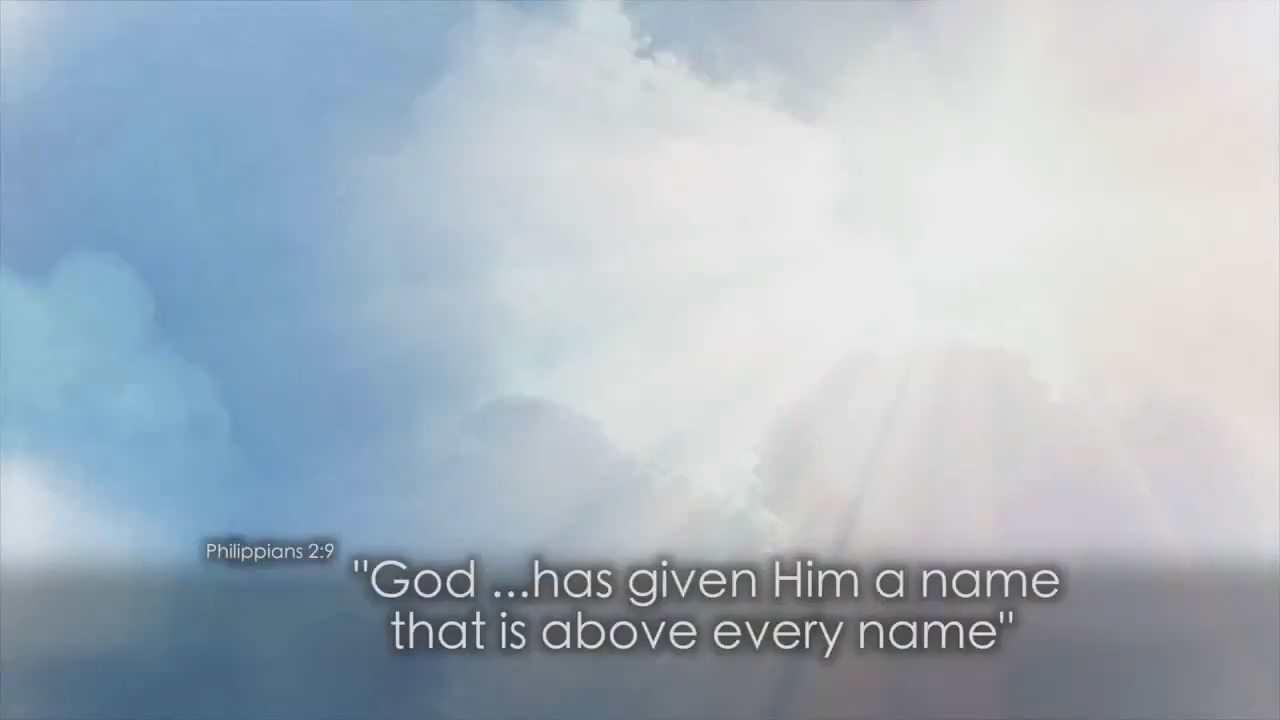 Philippians 2:9
"God ...has given Him a name
that is above every name"